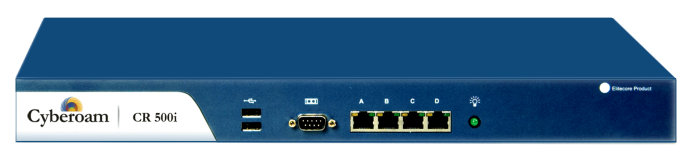 Cyberoam CR 500i
A B C D
Elitecore Product